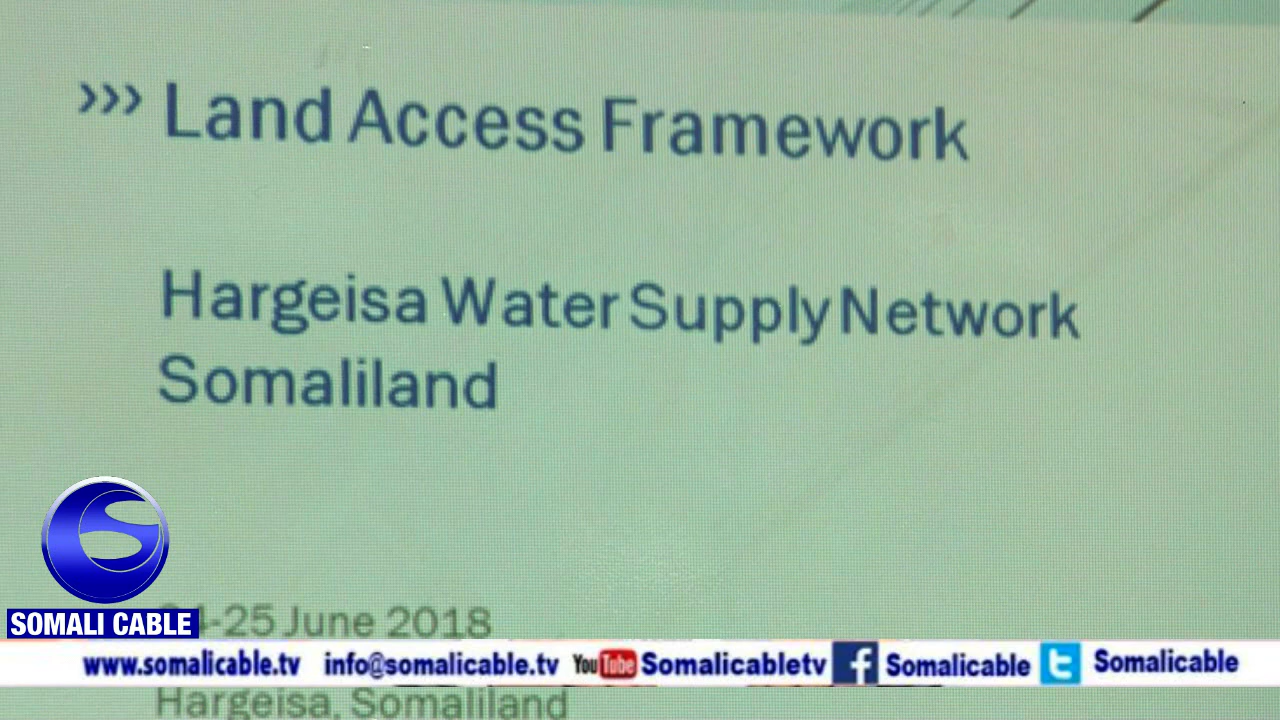 ››› Land Access Framework
Hargeisa Water Supply Network
Somaliland
SOMALI CABLE
-25 June 2018
www.somalicable.tv info@somalicable.tv YouTube Somalicabletv f Somalicable t Somalicable
Hargeisa, Somaliland